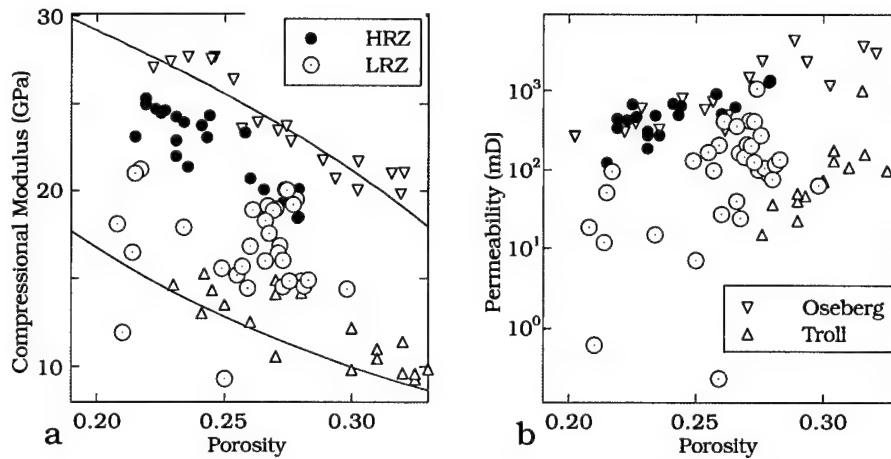 30
20
10
Compressional Modulus (GPa)
HRZ
LRZ
0.20
0.25
0.30
Porosity
a
10³
10²
10¹
10⁰
Permeability (mD)
Oseberg
Troll
0.20
0.25
0.30
Porosity
b